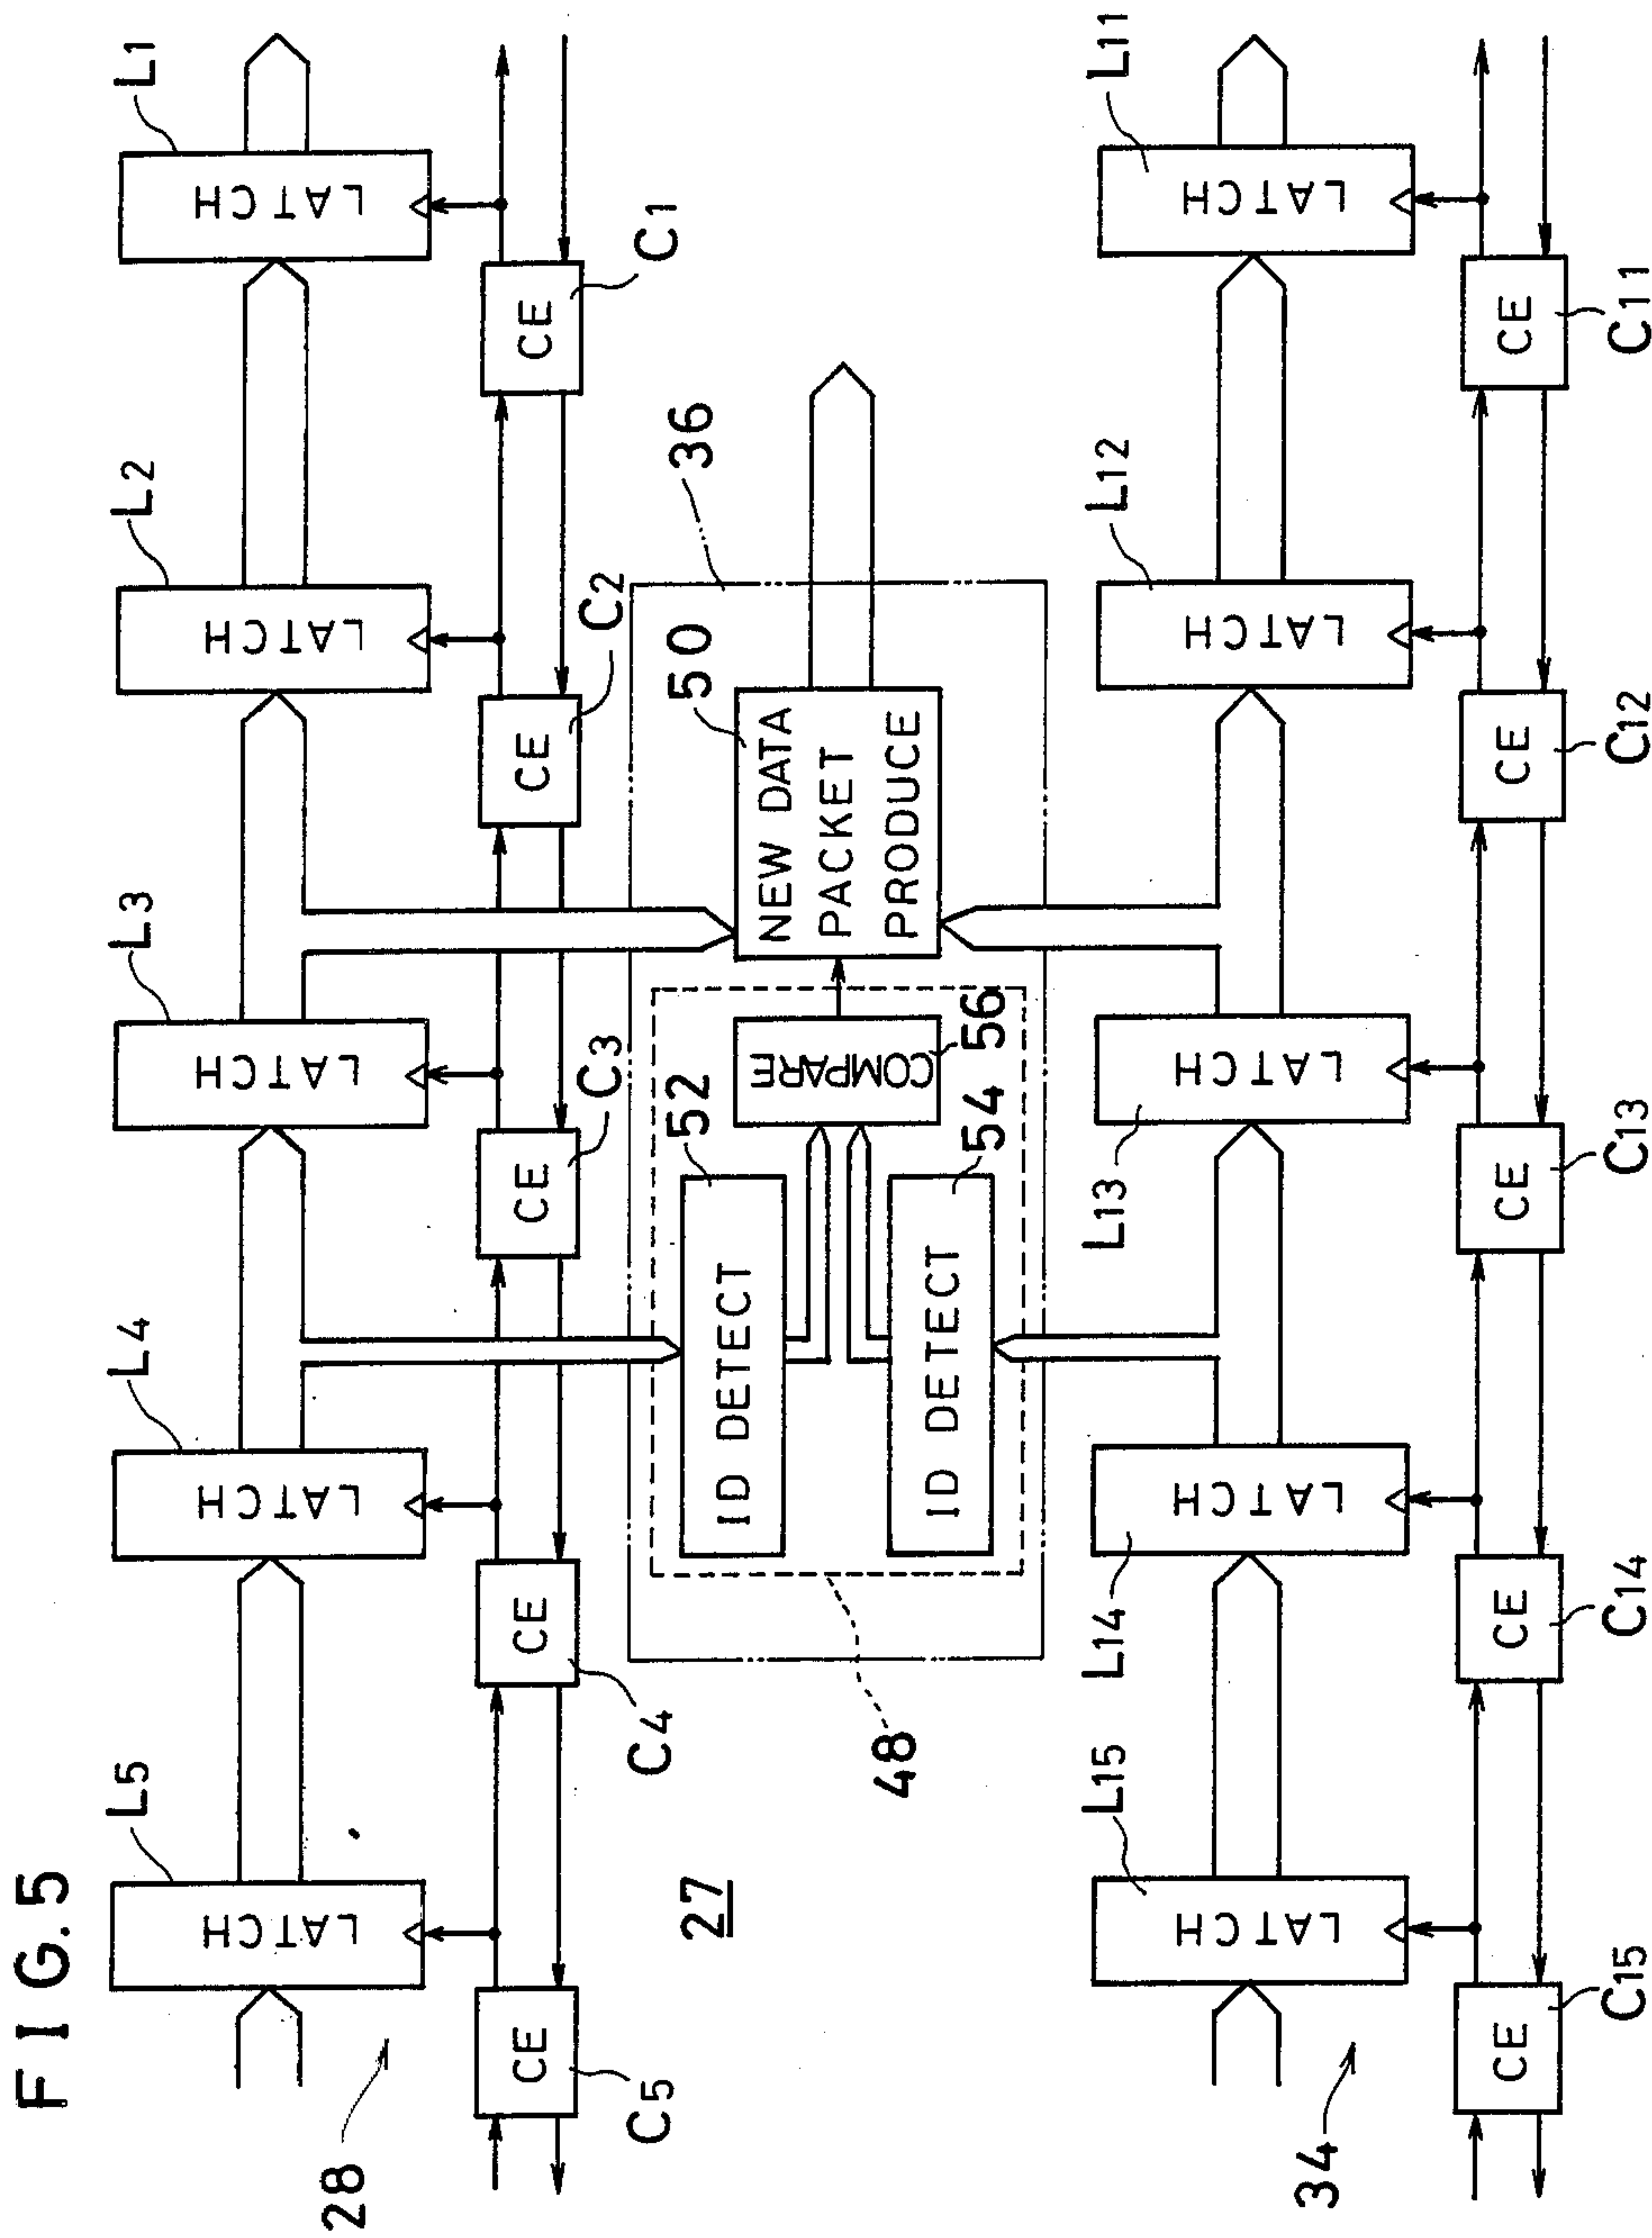 FIG. 5
L5
L4
L3
L2
L1
LATCH
LATCH
LATCH
LATCH
LATCH
28
CE
CE
CE
CE
CE
C5
C4
C3
C2
C1
36
27
52
50
ID DETECT
COMPARE
NEW DATA
PACKET
PRODUCE
ID DETECT
54
56
48
L15
L14
L13
L12
L11
LATCH
LATCH
LATCH
LATCH
LATCH
34
CE
CE
CE
CE
CE
C15
C14
C13
C12
C11